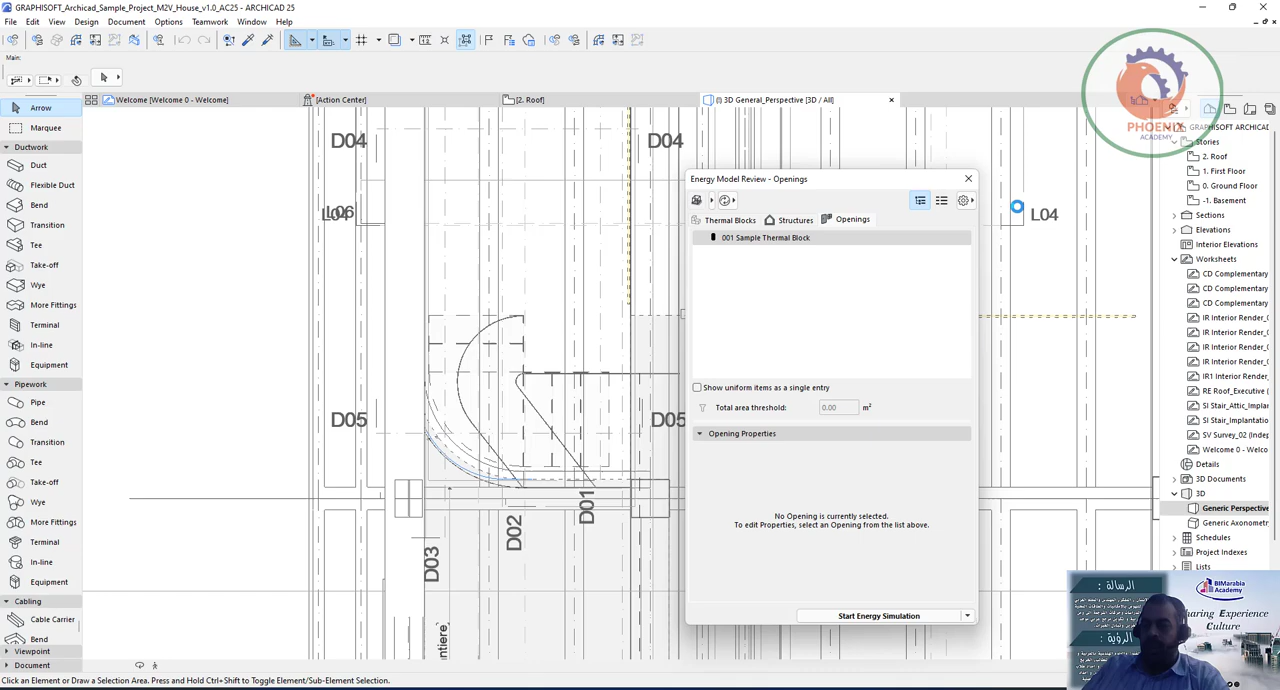 GRAPHISOFT_Archicad_Sample_Project_M2V_House_v1.0_AC25 - ARCHICAD 25
File Edit View Design Document Options Teamwork Window Help
Main:
Arrow
Marquee
Ductwork
Duct
Flexible Duct
Bend
Transition
Tee
Take-off
Wye
More Fittings
Terminal
In-line
Equipment
Pipework
Pipe
Bend
Transition
Tee
Take-off
Wye
More Fittings
Terminal
In-line
Equipment
Cabling
Cable Carrier
Bend
Viewpoint
Document
Welcome [Welcome 0 - Welcome]
[Action Center]
[2. Roof]
(!) 3D General_Perspective [3D / All]
D04
D04
L06
L04
D05
D05
D01
D02
D03
antiere,
Energy Model Review - Openings
Thermal Blocks Structures Openings
001 Sample Thermal Block
Show uniform items as a single entry
Total area threshold: 0.00 m²
Opening Properties
No Opening is currently selected.
To edit Properties, select an Opening from the list above.
Start Energy Simulation
PHOENIX
ACADEMY
GRAPHISOFT ARCHICAD
Stories
2. Roof
1. First Floor
0. Ground Floor
-1. Basement
Sections
Elevations
Interior Elevations
Worksheets
CD Complementary
CD Complementary
CD Complementary
IR Interior Render_
IR Interior Render_
IR Interior Render_
IR1 Interior Render_
RE Roof_Executive (
SI Stair_Attic_Implan
SI Stair_Implantatio
SV Survey_02 (Indep
Welcome 0 - Welco
Details
3D Documents
3D
Generic Perspective
Generic Axonometr
Schedules
Project Indexes
Lists
الرسالة :
الرؤية :
BIMarabia
Academy
haring Experience
Culture
Click an Element or Draw a Selection Area. Press and Hold Ctrl+Shift to Toggle Element/Sub-Element Selection.